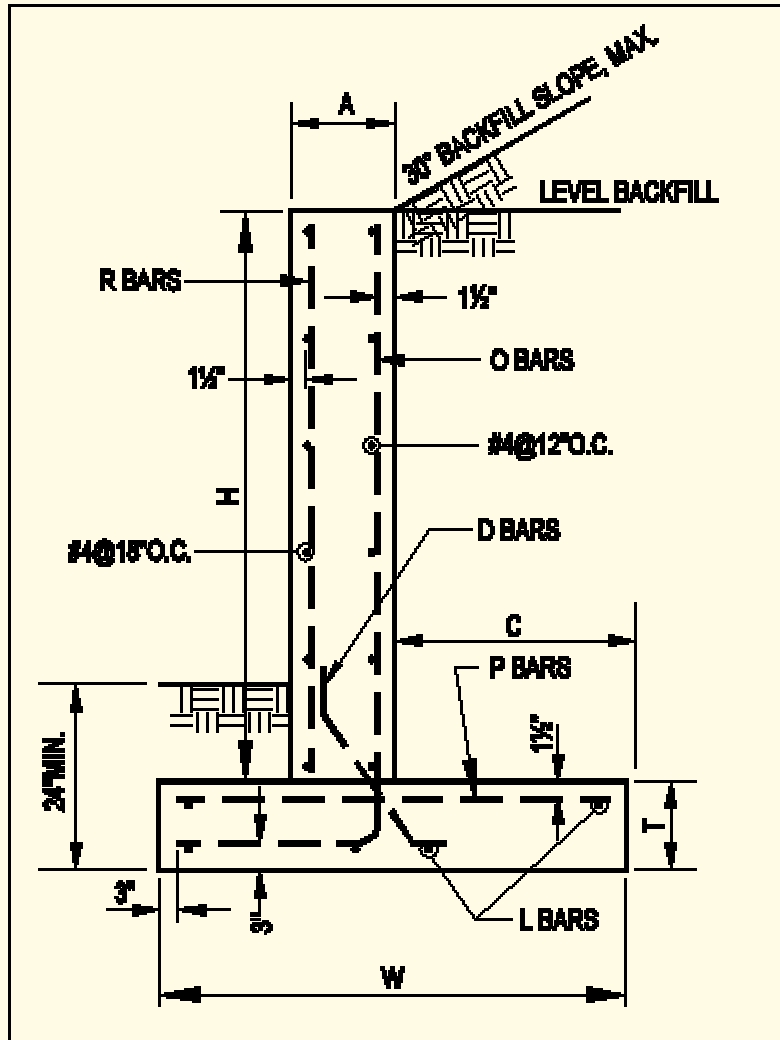 A
30° BACKFILL SLOPE, MAX.
LEVEL BACKFILL
R BARS
1½"
O BARS
1½"
#4@12"O.C.
H
D BARS
#4@18"O.C.
C
P BARS
1½"
24"MIN.
T
3"
3"
L BARS
W